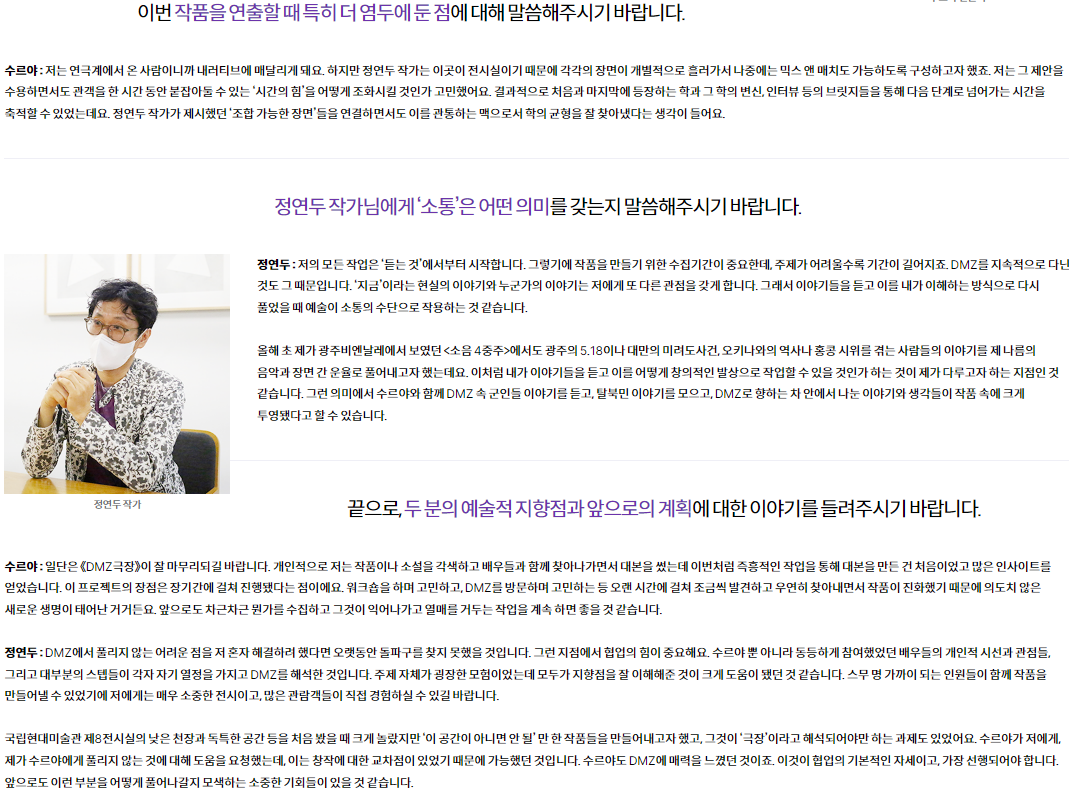 이번 작품을 연출할 때 특히 더 염두에 둔 점에 대해 말씀해주시기 바랍니다.
수르야 : 저는 연극계에서 온 사람이니까 내러티브에 매달리게 돼요. 하지만 정연두 작가는 이곳이 전시실이기 때문에 각각의 장면이 개별적으로 흘러가서 나중에는 믹스 앤 매치도 가능하도록 구성하고자 했죠. 저는 그 제안을
수용하면서도 관객을 한 시간 동안 붙잡아둘 수 있는 ‘시간의 힘’을 어떻게 조화시킬 것인가 고민했어요. 결과적으로 처음과 마지막에 등장하는 학과 그 학의 변신, 인터뷰 등의 브릿지들을 통해 다음 단계로 넘어가는 시간을
축적할 수 있었는데요. 정연두 작가가 제시했던 ‘조합 가능한 장면’들을 연결하면서도 이를 관통하는 맥으로서 학의 균형을 잘 찾아냈다는 생각이 들어요.
정연두 작가님에게 ‘소통’은 어떤 의미를 갖는지 말씀해주시기 바랍니다.
정연두 : 저의 모든 작업은 ‘듣는 것’에서부터 시작합니다. 그렇기에 작품을 만들기 위한 수집기간이 중요한데, 주제가 어려울수록 기간이 길어지죠. DMZ를 지속적으로 다닌
것도 그 때문입니다. ‘지금’이라는 현실의 이야기와 누군가의 이야기는 저에게 또 다른 관점을 갖게 합니다. 그래서 이야기들을 듣고 이를 내가 이해하는 방식으로 다시
풀었을 때 예술이 소통의 수단으로 작용하는 것 같습니다.
올해 초 제가 광주비엔날레에서 보였던 <소음 4중주>에서도 광주의 5.18이나 대만의 미려도사건, 오키나와의 역사나 홍콩 시위를 겪는 사람들의 이야기를 제 나름의
음악과 장면 간 운율로 풀어내고자 했는데요. 이처럼 내가 이야기들을 듣고 이를 어떻게 창의적인 발상으로 작업할 수 있을 것인가 하는 것이 제가 다루고자 하는 지점인 것
같습니다. 그런 의미에서 수르야와 함께 DMZ 속 군인들 이야기를 듣고, 탈북민 이야기를 모으고, DMZ로 향하는 차 안에서 나눈 이야기와 생각들이 작품 속에 크게
투영됐다고 할 수 있습니다.
정연두 작가
끝으로, 두 분의 예술적 지향점과 앞으로의 계획에 대한 이야기를 들려주시기 바랍니다.
수르야 : 일단은 《DMZ극장》이 잘 마무리되길 바랍니다. 개인적으로 저는 작품이나 소설을 각색하고 배우들과 함께 찾아나가면서 대본을 썼는데 이번처럼 즉흥적인 작업을 통해 대본을 만든 건 처음이었고 많은 인사이트를
얻었습니다. 이 프로젝트의 장점은 장기간에 걸쳐 진행됐다는 점이에요. 워크숍을 하며 고민하고, DMZ를 방문하며 고민하는 등 오랜 시간에 걸쳐 조금씩 발견하고 우연히 찾아내면서 작품이 진화했기 때문에 의도치 않은
새로운 생명이 태어난 거거든요. 앞으로도 차근차근 뭔가를 수집하고 그것이 익어나가고 열매를 거두는 작업을 계속 하면 좋을 것 같습니다.
정연두 : DMZ에서 풀리지 않는 어려운 점을 저 혼자 해결하려 했다면 오랫동안 돌파구를 찾지 못했을 것입니다. 그런 지점에서 협업의 힘이 중요해요. 수르야 뿐 아니라 동등하게 참여했었던 배우들의 개인적 시선과 관점들,
그리고 대부분의 스텝들이 각자 자기 열정을 가지고 DMZ를 해석한 것입니다. 주제 자체가 굉장한 모험이었는데 모두가 지향점을 잘 이해해준 것이 크게 도움이 됐던 것 같습니다. 스무 명 가까이 되는 인원들이 함께 작품을
만들어낼 수 있었기에 저에게는 매우 소중한 전시이고, 많은 관람객들이 직접 경험하실 수 있길 바랍니다.
국립현대미술관 제8전시실의 낮은 천장과 독특한 공간 등을 처음 봤을 때 크게 놀랐지만 ‘이 공간이 아니면 안 될’ 만 한 작품들을 만들어내고자 했고, 그것이 ‘극장’이라고 해석되어야만 하는 과제도 있었어요. 수르야가 저에게,
제가 수르야에게 풀리지 않는 것에 대해 도움을 요청했는데, 이는 창작에 대한 교차점이 있었기 때문에 가능했던 것입니다. 수르야도 DMZ에 매력을 느꼈던 것이죠. 이것이 협업의 기본적인 자세이고, 가장 선행되어야 합니다.
앞으로도 이런 부분을 어떻게 풀어나갈지 모색하는 소중한 기회들이 있을 것 같습니다.